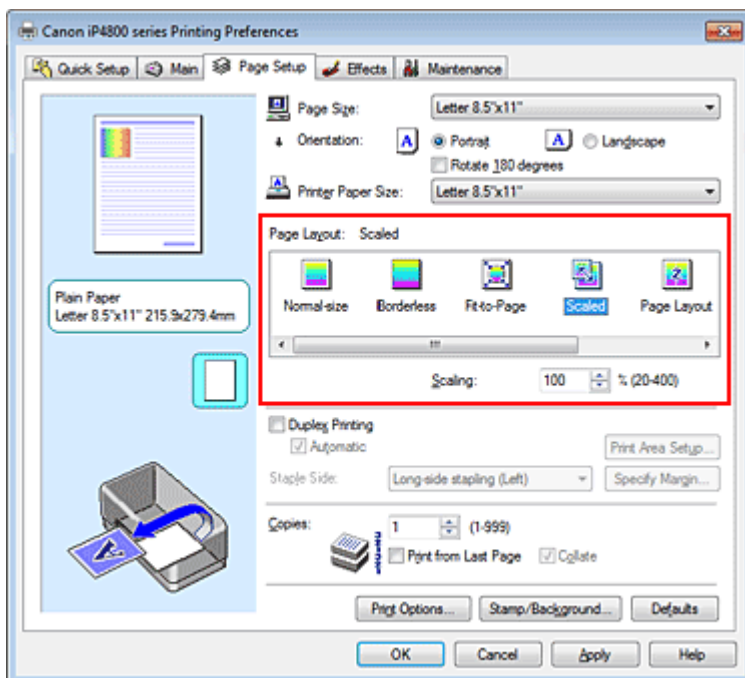 Canon iP4800 series Printing Preferences
Quick Setup Main Page Setup Effects Maintenance
Page Size: Letter 8.5"x11"
Orientation: A Portrait A Landscape
Rotate 180 degrees
Printer Paper Size: Letter 8.5"x11"
Page Layout: Scaled
Normal-size Borderless Fit-to-Page Scaled Page Layout
Plain Paper
Letter 8.5"x11" 215.9x279.4mm
Scaling: 100 % (20-400)
Duplex Printing
Automatic Print Area Setup...
Staple Side: Long-side stapling (Left) Specify Margin...
Copies: 1 (1-999)
Print from Last Page Collate
Print Options... Stamp/Background... Defaults
OK Cancel Apply Help